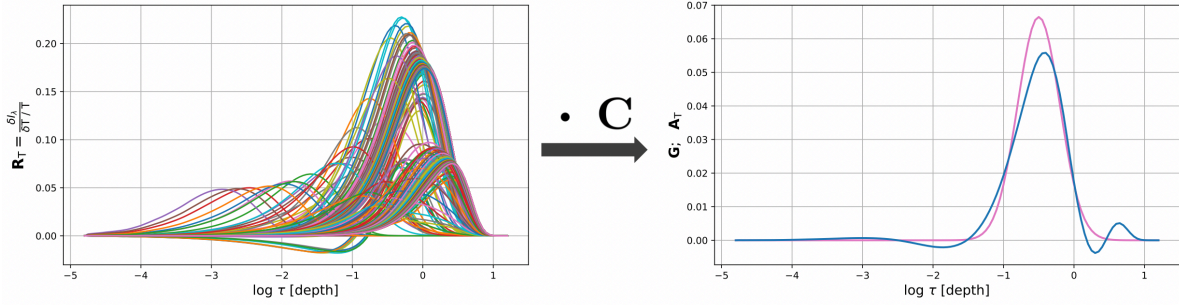 R_T = δI_λ / δT / T
0.20
0.15
0.10
0.05
0.00
−5 −4 −3 −2 −1 0 1
log τ [depth]
· C
G; A_T
0.07
0.06
0.05
0.04
0.03
0.02
0.01
0.00
−5 −4 −3 −2 −1 0 1
log τ [depth]